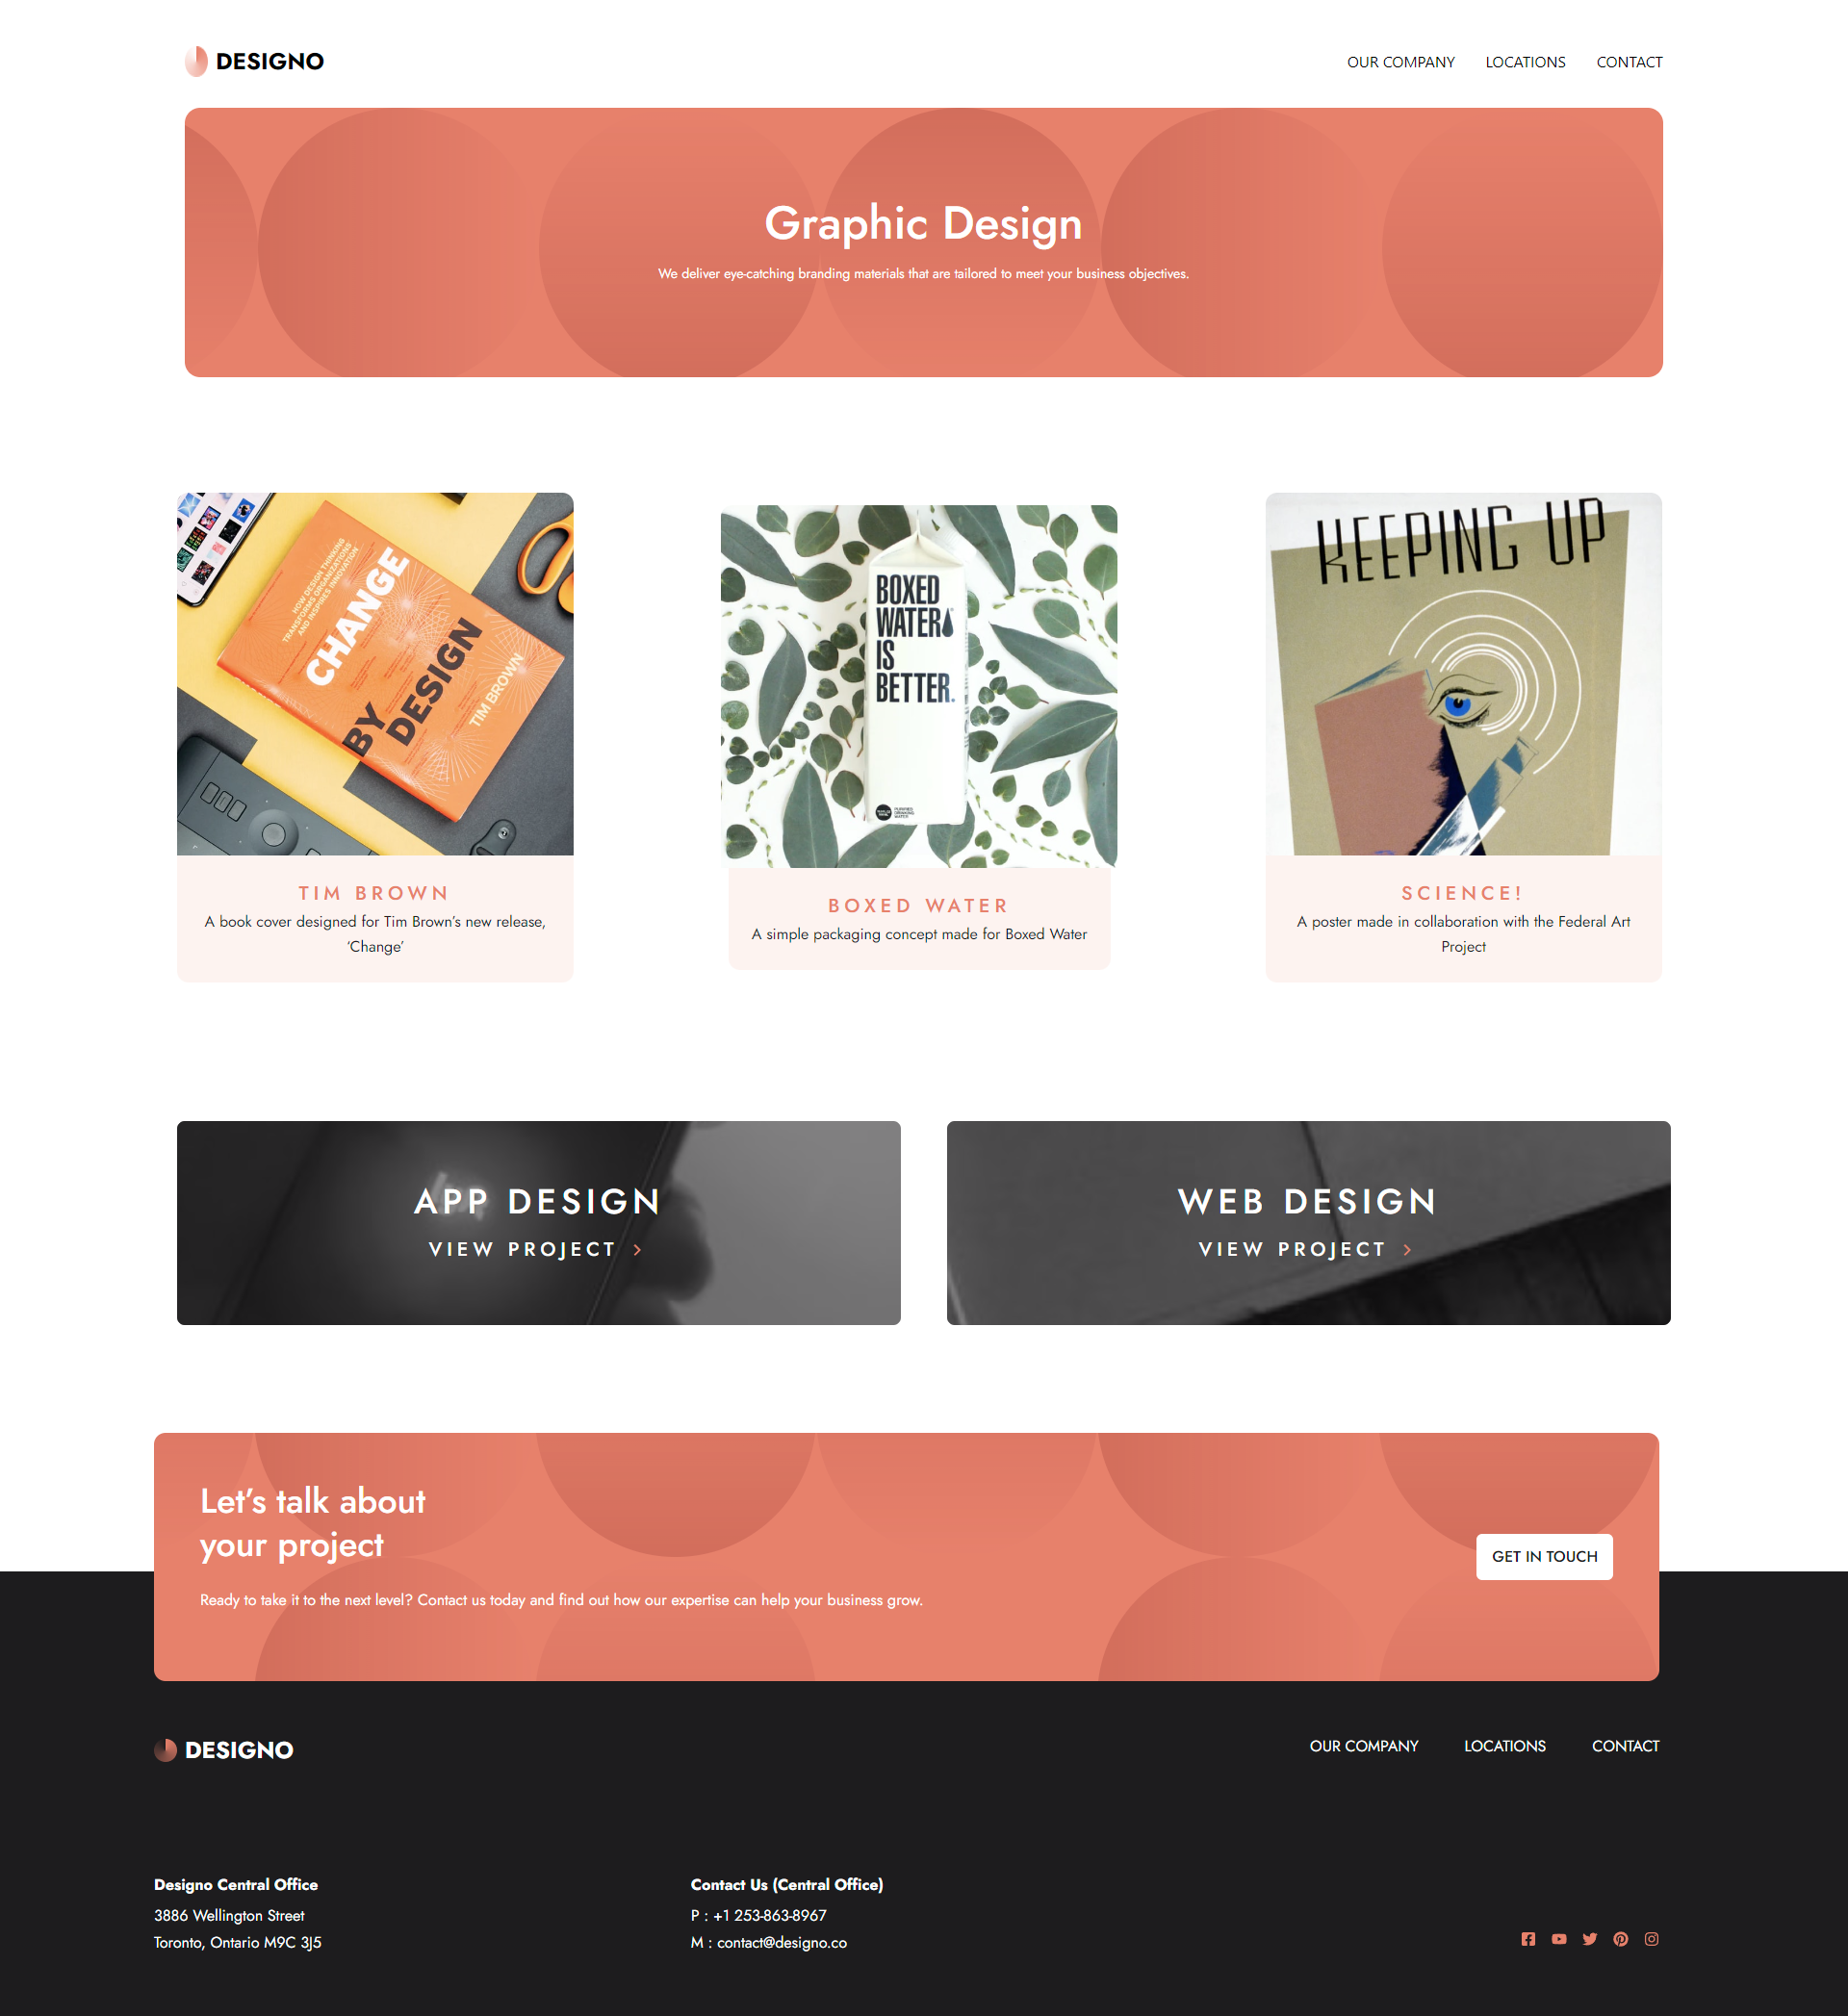 DESIGNO
OUR COMPANY
LOCATIONS
CONTACT
Graphic Design
We deliver eye-catching branding materials that are tailored to meet your business objectives.
HOW DESIGN THINKING
TRANSFORMS ORGANIZATIONS
AND INSPIRES INNOVATION
CHANGE
BY
DESIGN
TIM BROWN
TIM BROWN
A book cover designed for Tim Brown's new release,
‘Change’
BOXED
WATER
IS
BETTER.
BOXED WATER
A simple packaging concept made for Boxed Water
KEEPING UP
SCIENCE!
A poster made in collaboration with the Federal Art
Project
APP DESIGN
VIEW PROJECT
WEB DESIGN
VIEW PROJECT
Let’s talk about
your project
Ready to take it to the next level? Contact us today and find out how our expertise can help your business grow.
GET IN TOUCH
DESIGNO
OUR COMPANY
LOCATIONS
CONTACT
Designo Central Office
3886 Wellington Street
Toronto, Ontario M9C 3J5
Contact Us (Central Office)
P : +1 253-863-8967
M : contact@designo.co